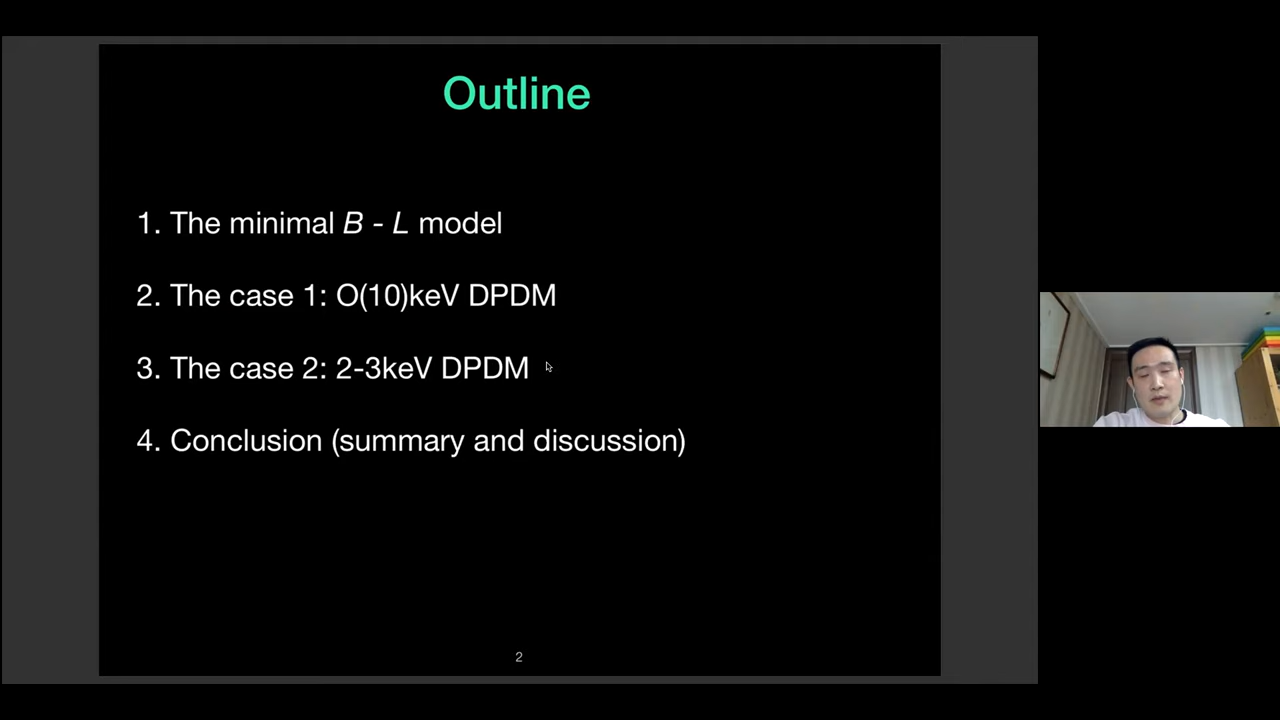 Outline
1. The minimal B - L model
2. The case 1: O(10)keV DPDM
3. The case 2: 2-3keV DPDM
4. Conclusion (summary and discussion)
2